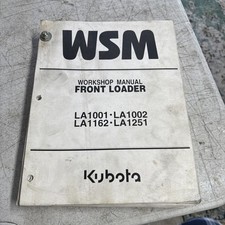 WSM
WORKSHOP MANUAL
FRONT LOADER
LA1001・LA1002
LA1162・LA1251
Kubota